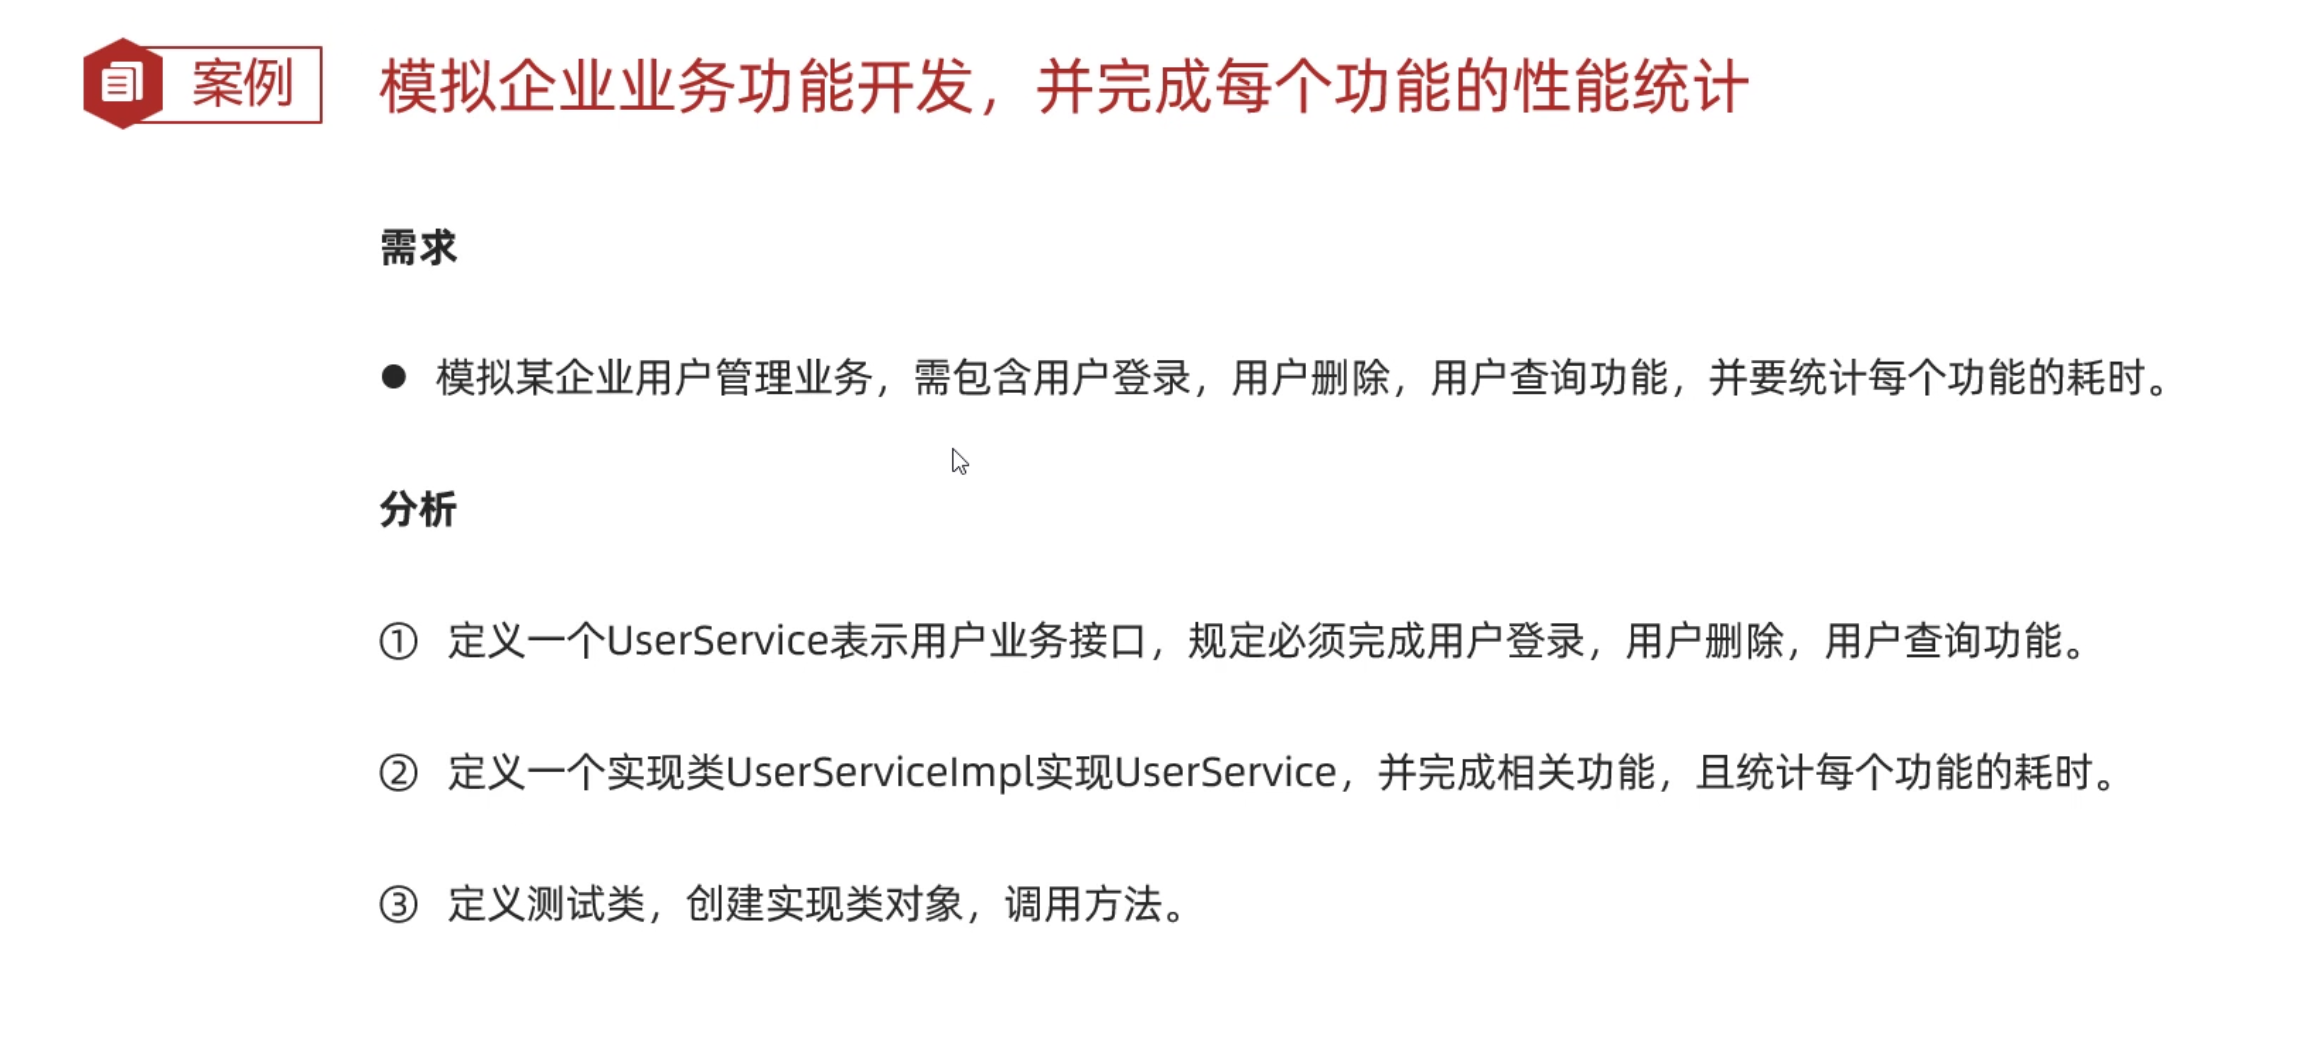 案例
模拟企业业务功能开发，并完成每个功能的性能统计
需求
● 模拟某企业用户管理业务，需包含用户登录，用户删除，用户查询功能，并要统计每个功能的耗时。
分析
① 定义一个UserService表示用户业务接口，规定必须完成用户登录，用户删除，用户查询功能。
② 定义一个实现类UserServiceImpl实现UserService，并完成相关功能，且统计每个功能的耗时。
③ 定义测试类，创建实现类对象，调用方法。